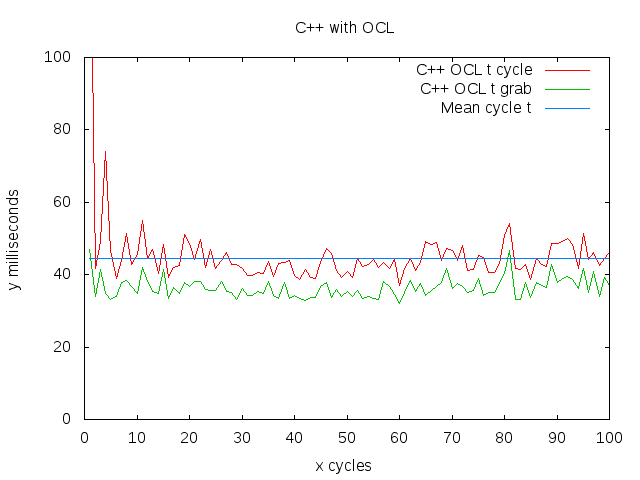 C++ with OCL
100
80
60
40
20
0
y milliseconds
C++ OCL t cycle
C++ OCL t grab
Mean cycle t
0 10 20 30 40 50 60 70 80 90 100
x cycles